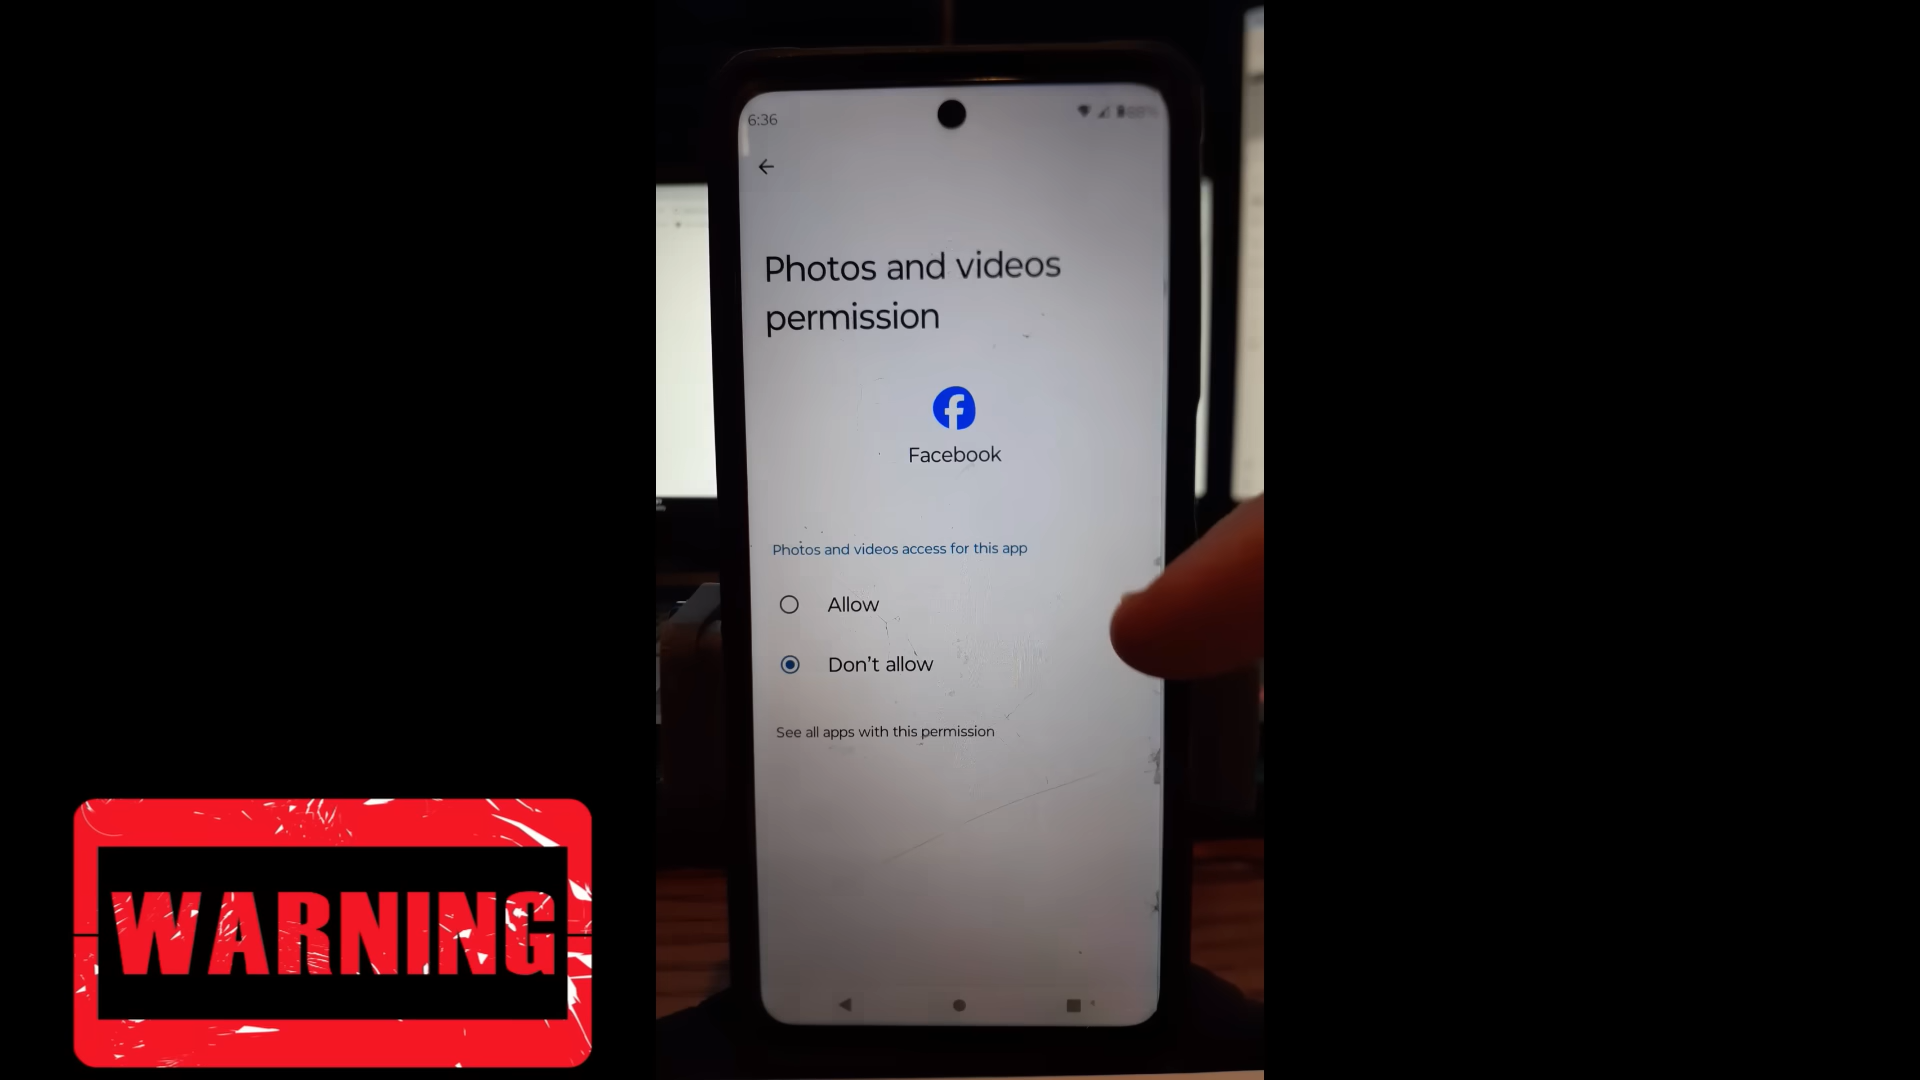 6:36
Photos and videos
permission
Facebook
Photos and videos access for this app
Allow
Don't allow
See all apps with this permission
WARNING